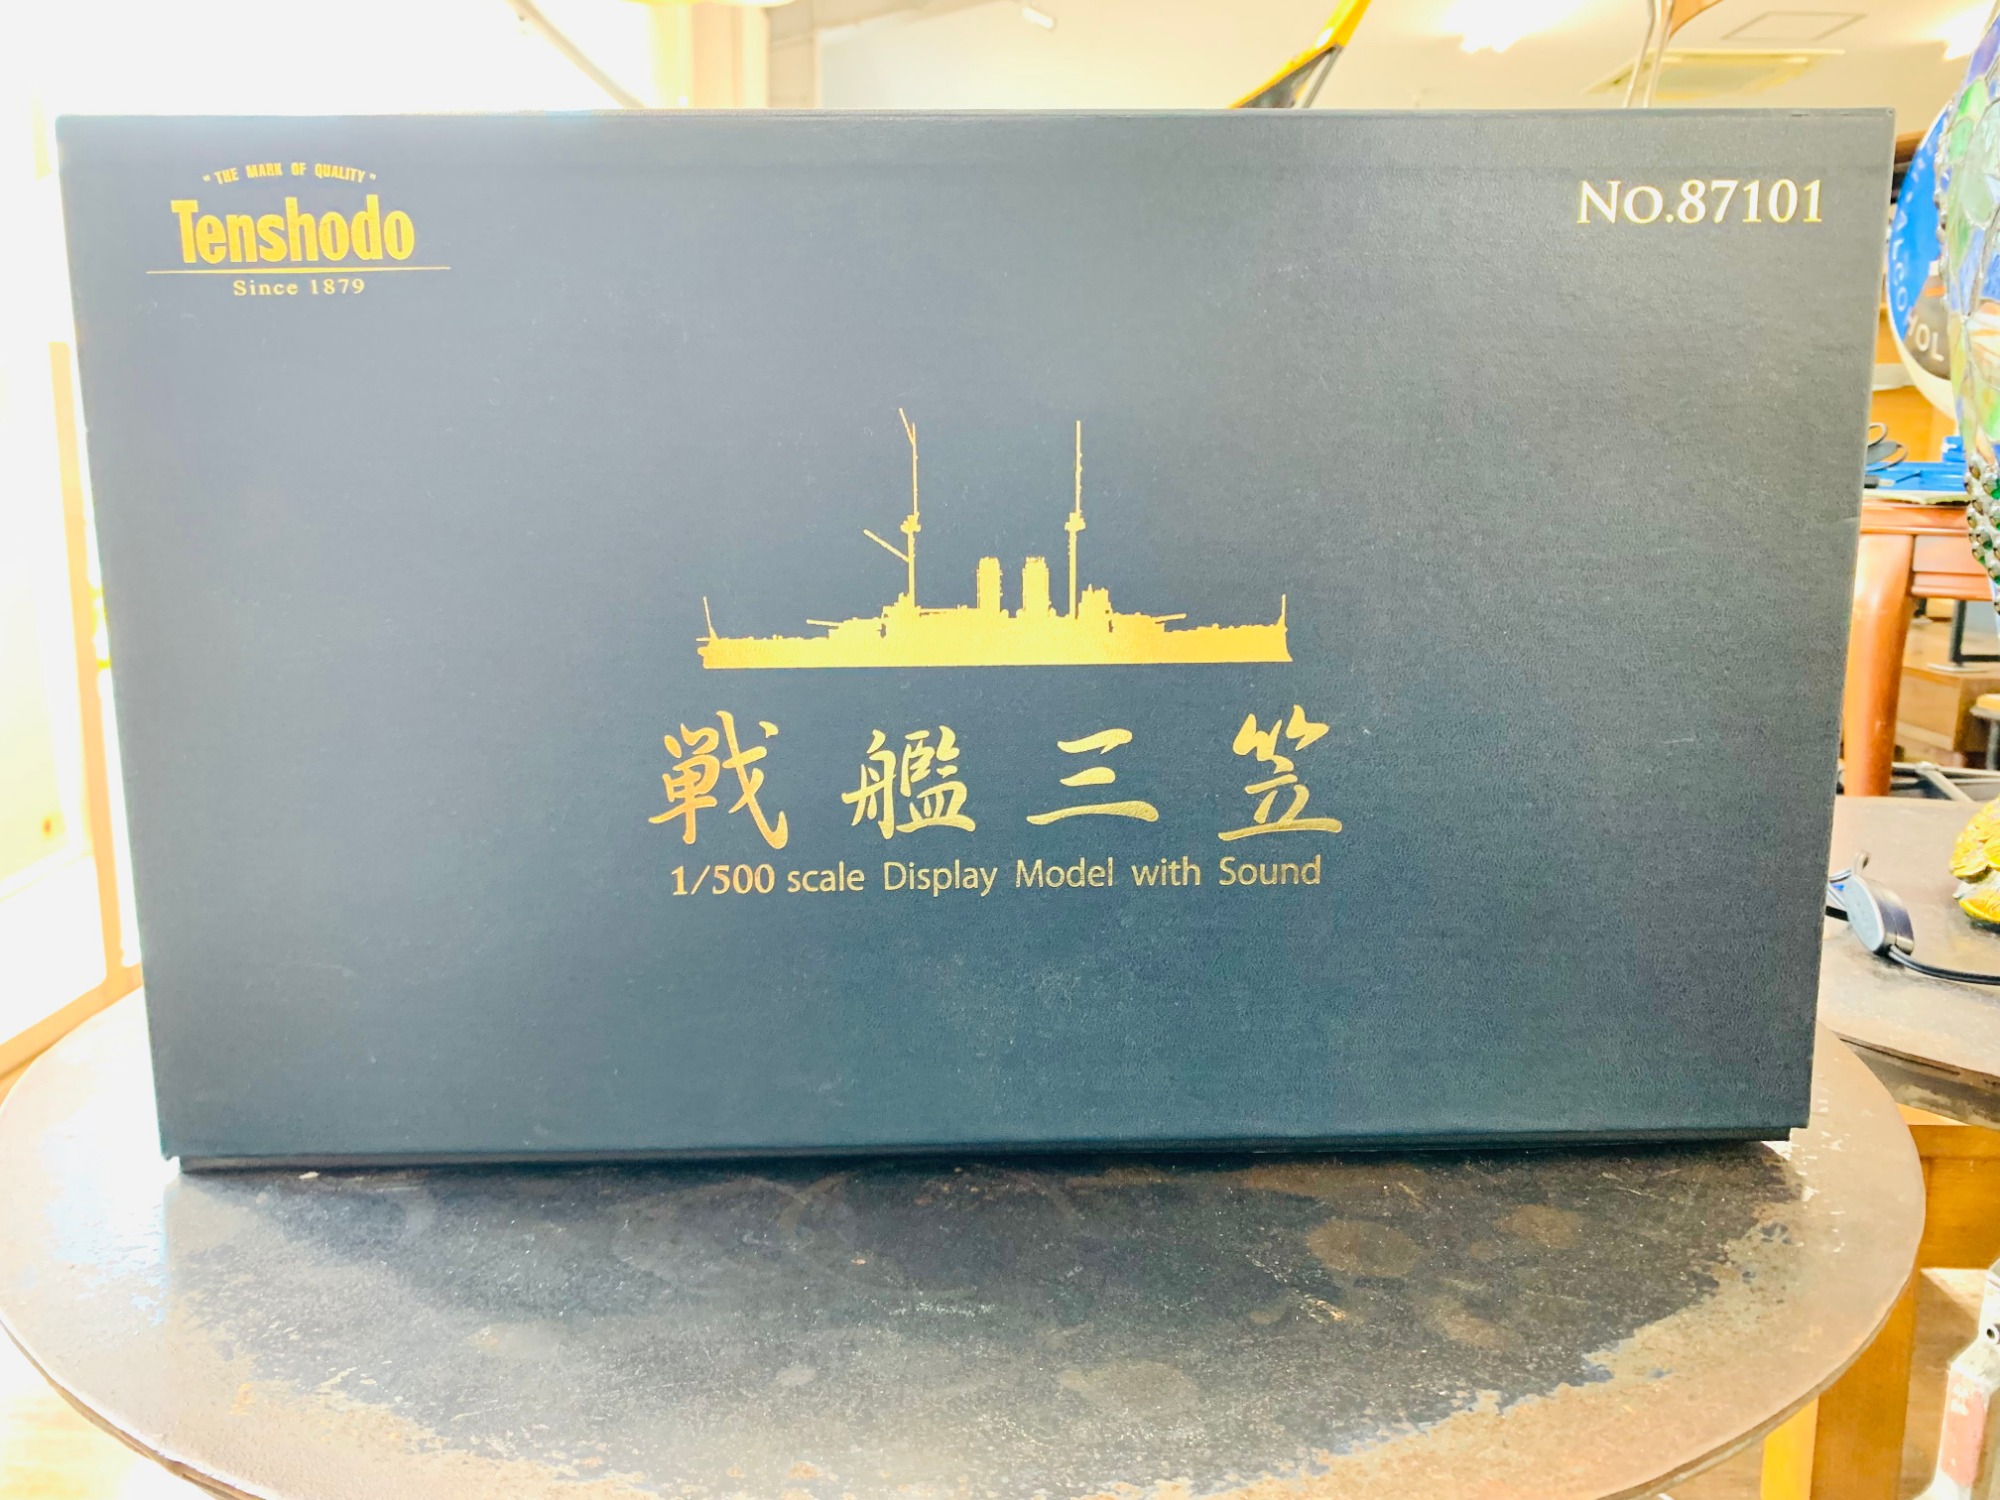 " THE MARK OF QUALITY "
Tenshodo
Since 1879
No.87101
戦艦三笠
1/500 scale Display Model with Sound
ALCOHOL